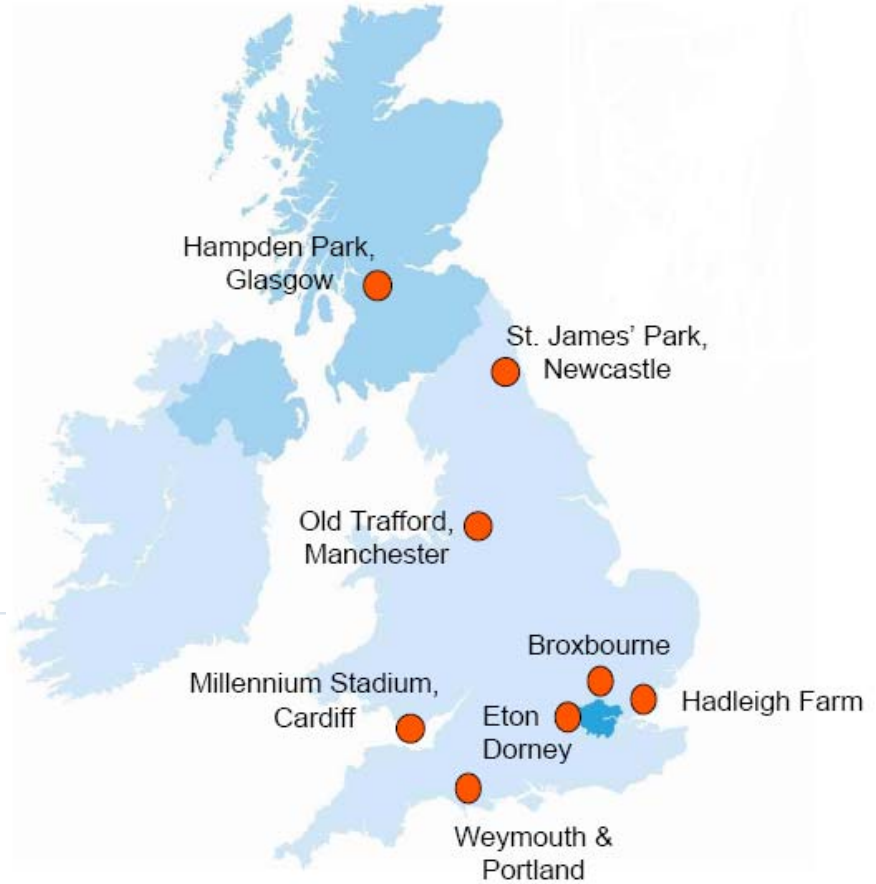 Hampden Park,
Glasgow
St. James’ Park,
Newcastle
Old Trafford,
Manchester
Broxbourne
Millennium Stadium,
Cardiff
Eton
Dorney
Hadleigh Farm
Weymouth &
Portland